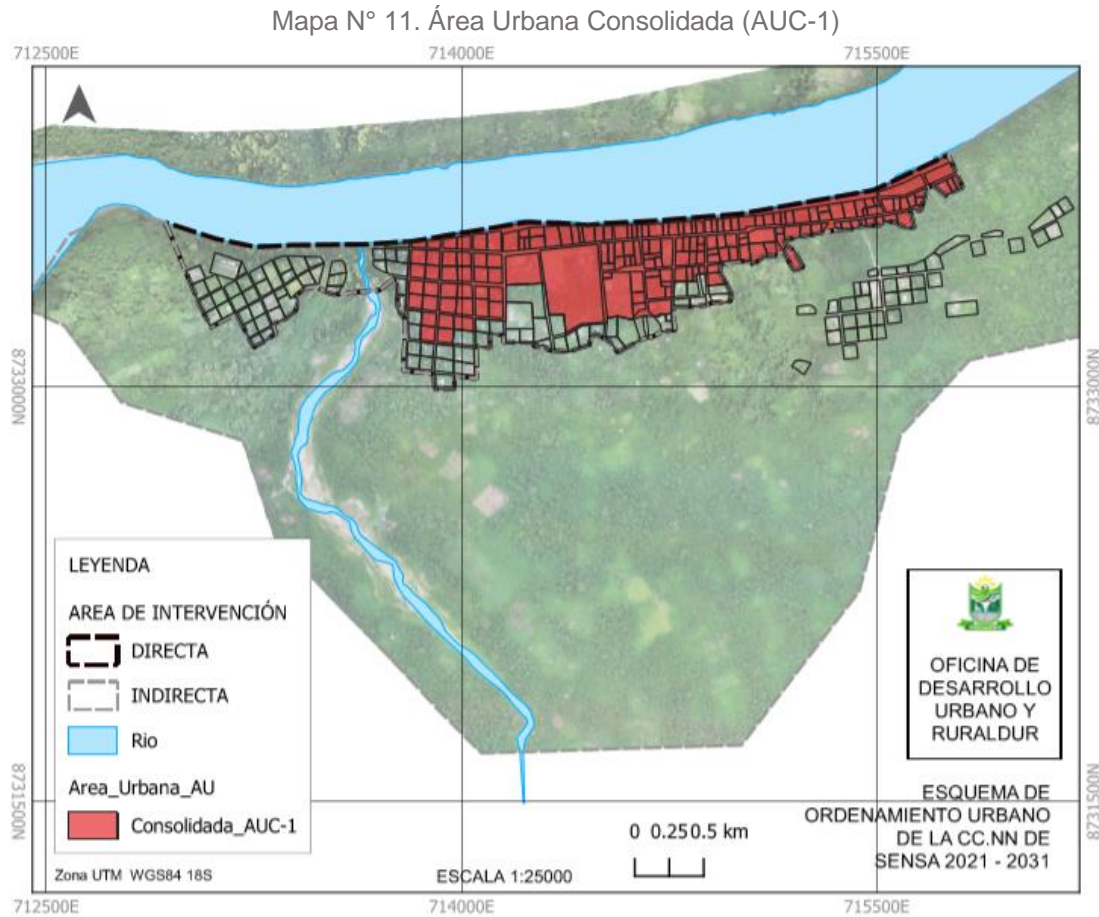 Mapa N° 11. Área Urbana Consolidada (AUC-1)
712500E 714000E 715500E
8733000N 8733000N
LEYENDA
AREA DE INTERVENCIÓN
DIRECTA
INDIRECTA
Rio
Area_Urbana_AU
Consolidada_AUC-1
Zona UTM WGS84 18S
ESCALA 1:25000
0 0.250.5 km
OFICINA DE
DESARROLLO
URBANO Y
RURALDUR
ESQUEMA DE
ORDENAMIENTO URBANO
DE LA CC.NN DE
SENSA 2021 - 2031
8731500N 8731500N
712500E 714000E 715500E